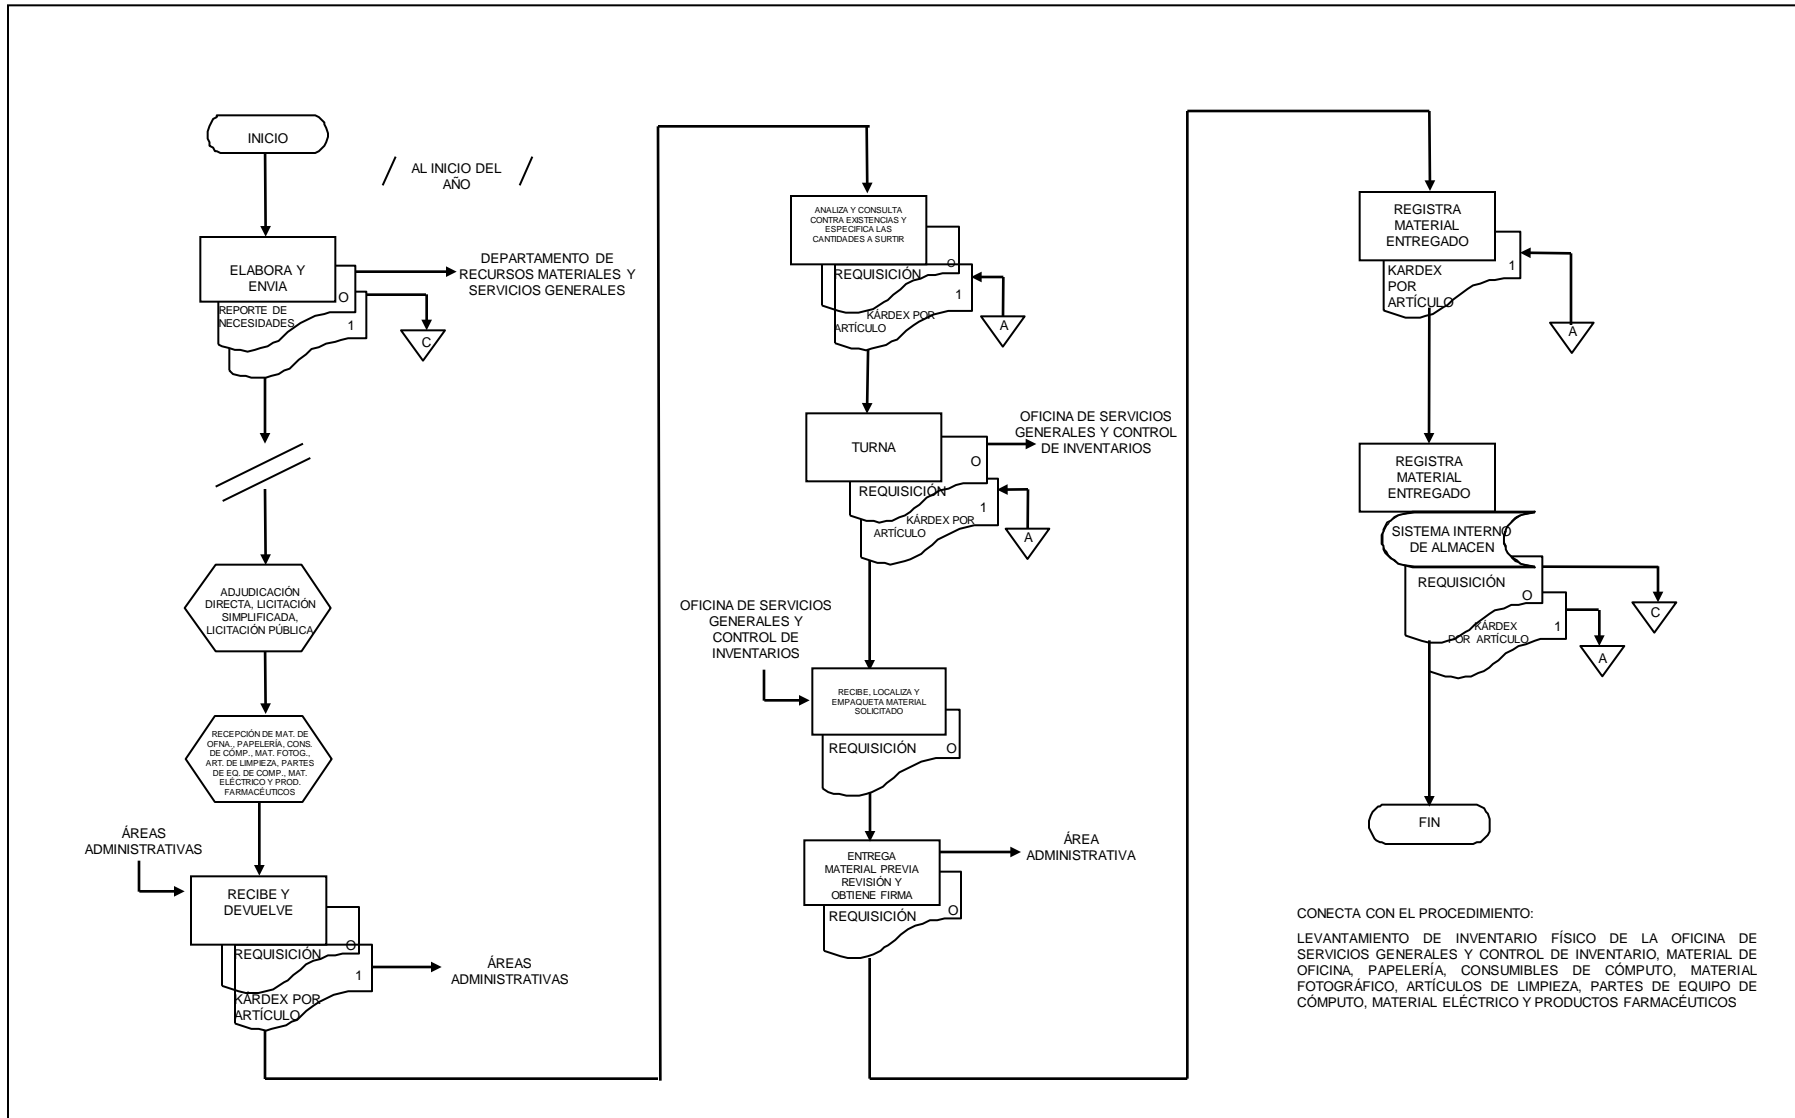 INICIO
AL INICIO DEL
AÑO
ELABORA Y
ENVIA
O
REPORTE DE
NECESIDADES
1
DEPARTAMENTO DE
RECURSOS MATERIALES Y
SERVICIOS GENERALES
C
ADJUDICACIÓN
DIRECTA, LICITACIÓN
SIMPLIFICADA,
LICITACIÓN PÚBLICA
RECEPCIÓN DE MAT. DE
OFNA., PAPELERÍA, CONS.
DE CÓMP., MAT. FOTOG.,
ART. DE LIMPIEZA, PARTES
DE EQ. DE COMP., MAT.
ELÉCTRICO Y PROD.
FARMACÉUTICOS
ÁREAS
ADMINISTRATIVAS
RECIBE Y
DEVUELVE
O
REQUISICIÓN
1
KÁRDEX POR
ARTÍCULO
ÁREAS
ADMINISTRATIVAS
ANALIZA Y CONSULTA
CONTRA EXISTENCIAS Y
ESPECIFICA LAS
CANTIDADES A SURTIR
O
REQUISICIÓN
1
KÁRDEX POR
ARTÍCULO
A
TURNA
O
REQUISICIÓN
1
KÁRDEX POR
ARTÍCULO
OFICINA DE SERVICIOS
GENERALES Y CONTROL
DE INVENTARIOS
A
OFICINA DE SERVICIOS
GENERALES Y
CONTROL DE
INVENTARIOS
RECIBE, LOCALIZA Y
EMPAQUETA MATERIAL
SOLICITADO
REQUISICIÓN O
ENTREGA
MATERIAL PREVIA
REVISIÓN Y
OBTIENE FIRMA
REQUISICIÓN O
ÁREA
ADMINISTRATIVA
REGISTRA
MATERIAL
ENTREGADO
1
KARDEX
POR
ARTÍCULO
A
REGISTRA
MATERIAL
ENTREGADO
SISTEMA INTERNO
DE ALMACEN
REQUISICIÓN
O
KÁRDEX
POR ARTÍCULO
1
C
A
FIN
CONECTA CON EL PROCEDIMIENTO:
LEVANTAMIENTO DE INVENTARIO FÍSICO DE LA OFICINA DE
SERVICIOS GENERALES Y CONTROL DE INVENTARIO, MATERIAL DE
OFICINA, PAPELERÍA, CONSUMIBLES DE CÓMPUTO, MATERIAL
FOTOGRÁFICO, ARTÍCULOS DE LIMPIEZA, PARTES DE EQUIPO DE
CÓMPUTO, MATERIAL ELÉCTRICO Y PRODUCTOS FARMACÉUTICOS